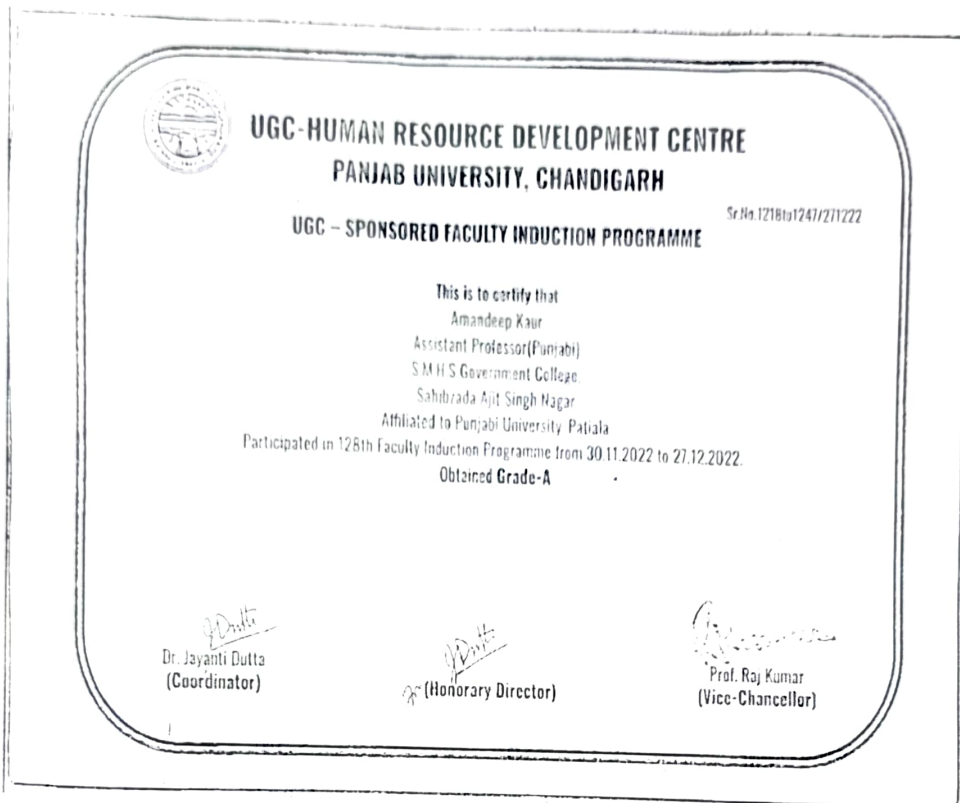 UGC-HUMAN RESOURCE DEVELOPMENT CENTRE
PANJAB UNIVERSITY, CHANDIGARH
Sr.No.1218to1247/271222
UGC – SPONSORED FACULTY INDUCTION PROGRAMME
This is to certify that
Amandeep Kaur
Assistant Professor(Punjabi)
S M H S Government College,
Sahibzada Ajit Singh Nagar
Affiliated to Punjabi University Patiala
Participated in 128th Faculty Induction Programme from 30.11.2022 to 27.12.2022.
Obtained Grade-A
JDutta
JDutta
Dr. Jayanti Dutta
(Coordinator)
(Honorary Director)
Prof. Raj Kumar
(Vice-Chancellor)